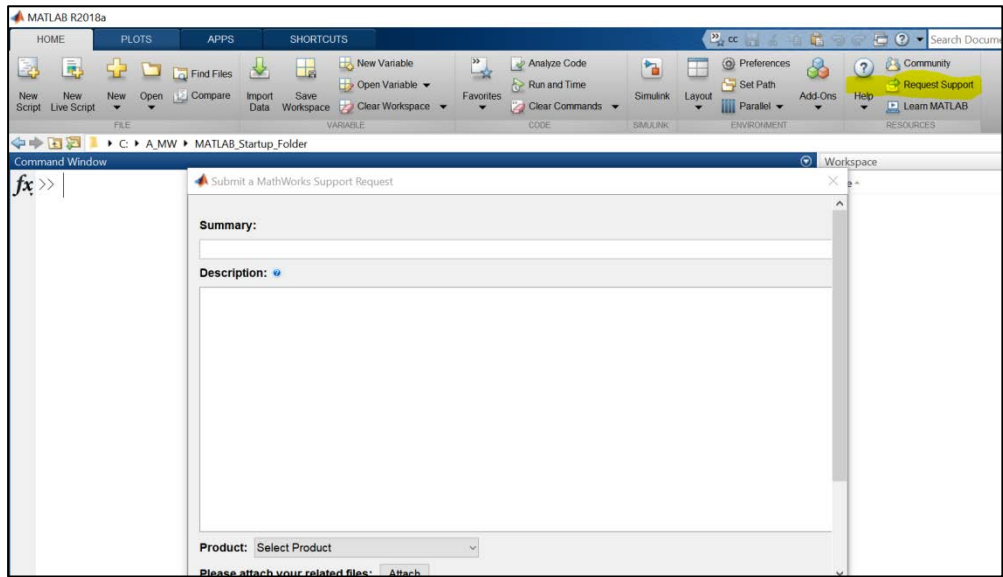 MATLAB R2018a
HOME PLOTS APPS SHORTCUTS
cc Search Docume
New Script
New Live Script
New
Open
Find Files
Compare
Import Data
Save Workspace
New Variable
Open Variable
Clear Workspace
Favorites
Analyze Code
Run and Time
Clear Commands
Simulink
Layout
Preferences
Set Path
Parallel
Add-Ons
Help
Community
Request Support
Learn MATLAB
FILE VARIABLE CODE SIMULINK ENVIRONMENT RESOURCES
C: A_MW MATLAB_Startup_Folder
Command Window
Workspace
fx >>
Submit a MathWorks Support Request
Summary:
Description:
Product: Select Product
Please attach your related files: Attach